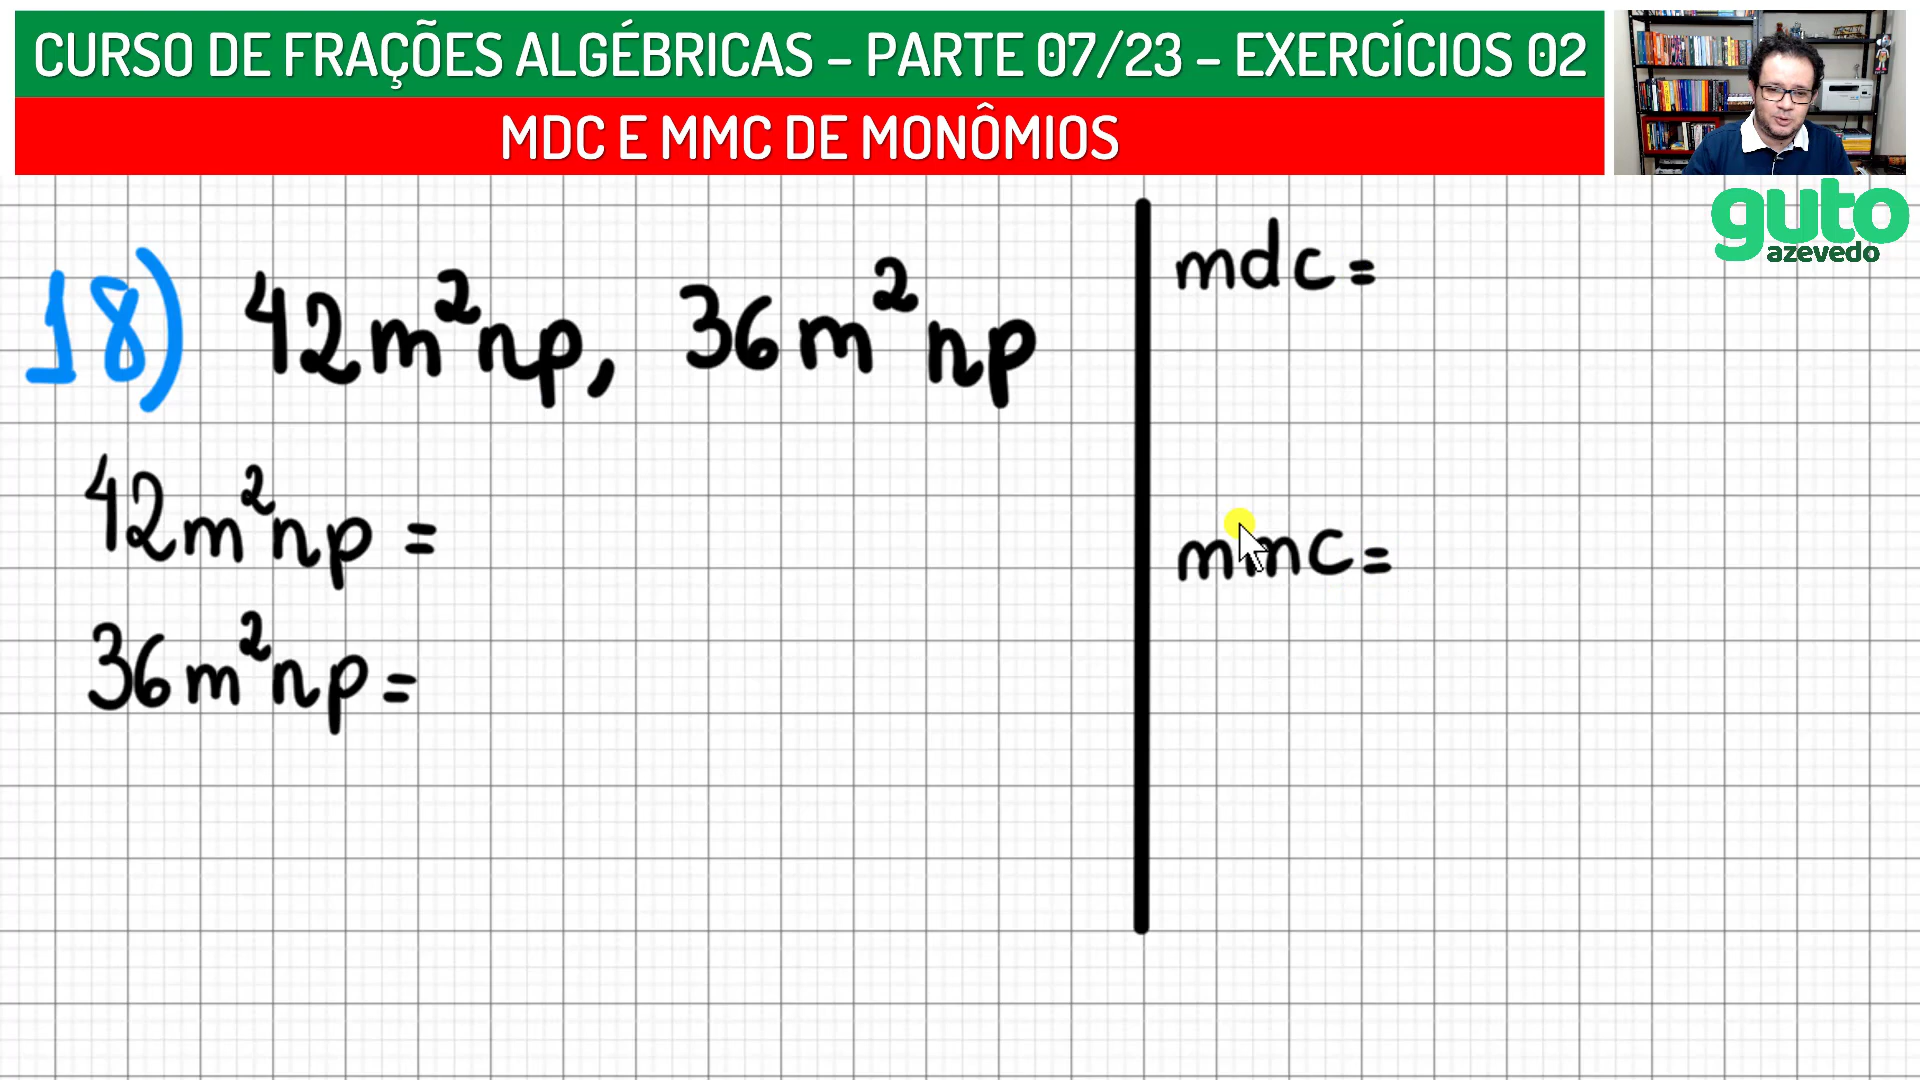 CURSO DE FRAÇÕES ALGÉBRICAS – PARTE 07/23 – EXERCÍCIOS 02
MDC E MMC DE MONÔMIOS
guto
azevedo
18) 42m²np, 36m²np
42m²np =
36m²np =
mdc =
mmc =